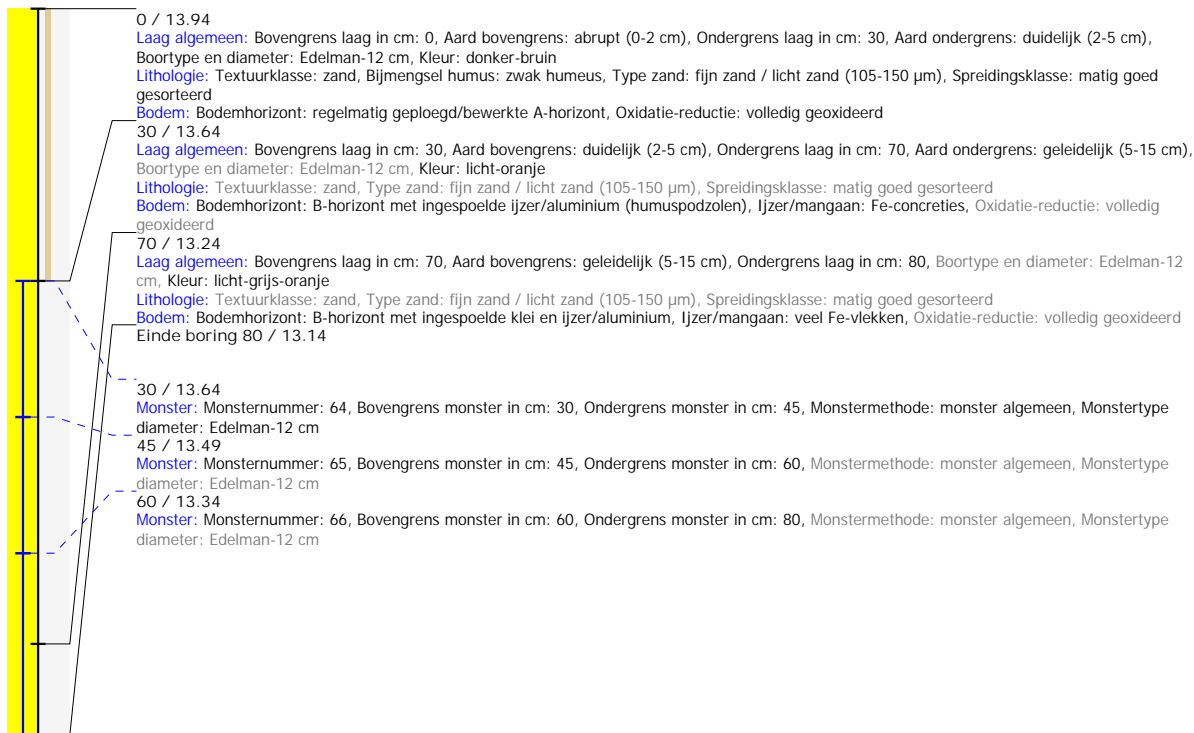 0 / 13.94
Laag algemeen: Bovengrens laag in cm: 0, Aard bovengrens: abrupt (0-2 cm), Ondergrens laag in cm: 30, Aard ondergrens: duidelijk (2-5 cm),
Boortype en diameter: Edelman-12 cm, Kleur: donker-bruin
Lithologie: Textuurklasse: zand, Bijmengsel humus: zwak humeus, Type zand: fijn zand / licht zand (105-150 µm), Spreidingsklasse: matig goed
gesorteerd
Bodem: Bodemhorizont: regelmatig geploegd/bewerkte A-horizont, Oxidatie-reductie: volledig geoxideerd
30 / 13.64
Laag algemeen: Bovengrens laag in cm: 30, Aard bovengrens: duidelijk (2-5 cm), Ondergrens laag in cm: 70, Aard ondergrens: geleidelijk (5-15 cm),
Boortype en diameter: Edelman-12 cm, Kleur: licht-oranje
Lithologie: Textuurklasse: zand, Type zand: fijn zand / licht zand (105-150 µm), Spreidingsklasse: matig goed gesorteerd
Bodem: Bodemhorizont: B-horizont met ingespoelde ijzer/aluminium (humuspodzolen), Ijzer/mangaan: Fe-concreties, Oxidatie-reductie: volledig
geoxideerd
70 / 13.24
Laag algemeen: Bovengrens laag in cm: 70, Aard bovengrens: geleidelijk (5-15 cm), Ondergrens laag in cm: 80, Boortype en diameter: Edelman-12
cm, Kleur: licht-grijs-oranje
Lithologie: Textuurklasse: zand, Type zand: fijn zand / licht zand (105-150 µm), Spreidingsklasse: matig goed gesorteerd
Bodem: Bodemhorizont: B-horizont met ingespoelde klei en ijzer/aluminium, Ijzer/mangaan: veel Fe-vlekken, Oxidatie-reductie: volledig geoxideerd
Einde boring 80 / 13.14
30 / 13.64
Monster: Monsternummer: 64, Bovengrens monster in cm: 30, Ondergrens monster in cm: 45, Monstermethode: monster algemeen, Monstertype
diameter: Edelman-12 cm
45 / 13.49
Monster: Monsternummer: 65, Bovengrens monster in cm: 45, Ondergrens monster in cm: 60, Monstermethode: monster algemeen, Monstertype
diameter: Edelman-12 cm
60 / 13.34
Monster: Monsternummer: 66, Bovengrens monster in cm: 60, Ondergrens monster in cm: 80, Monstermethode: monster algemeen, Monstertype
diameter: Edelman-12 cm